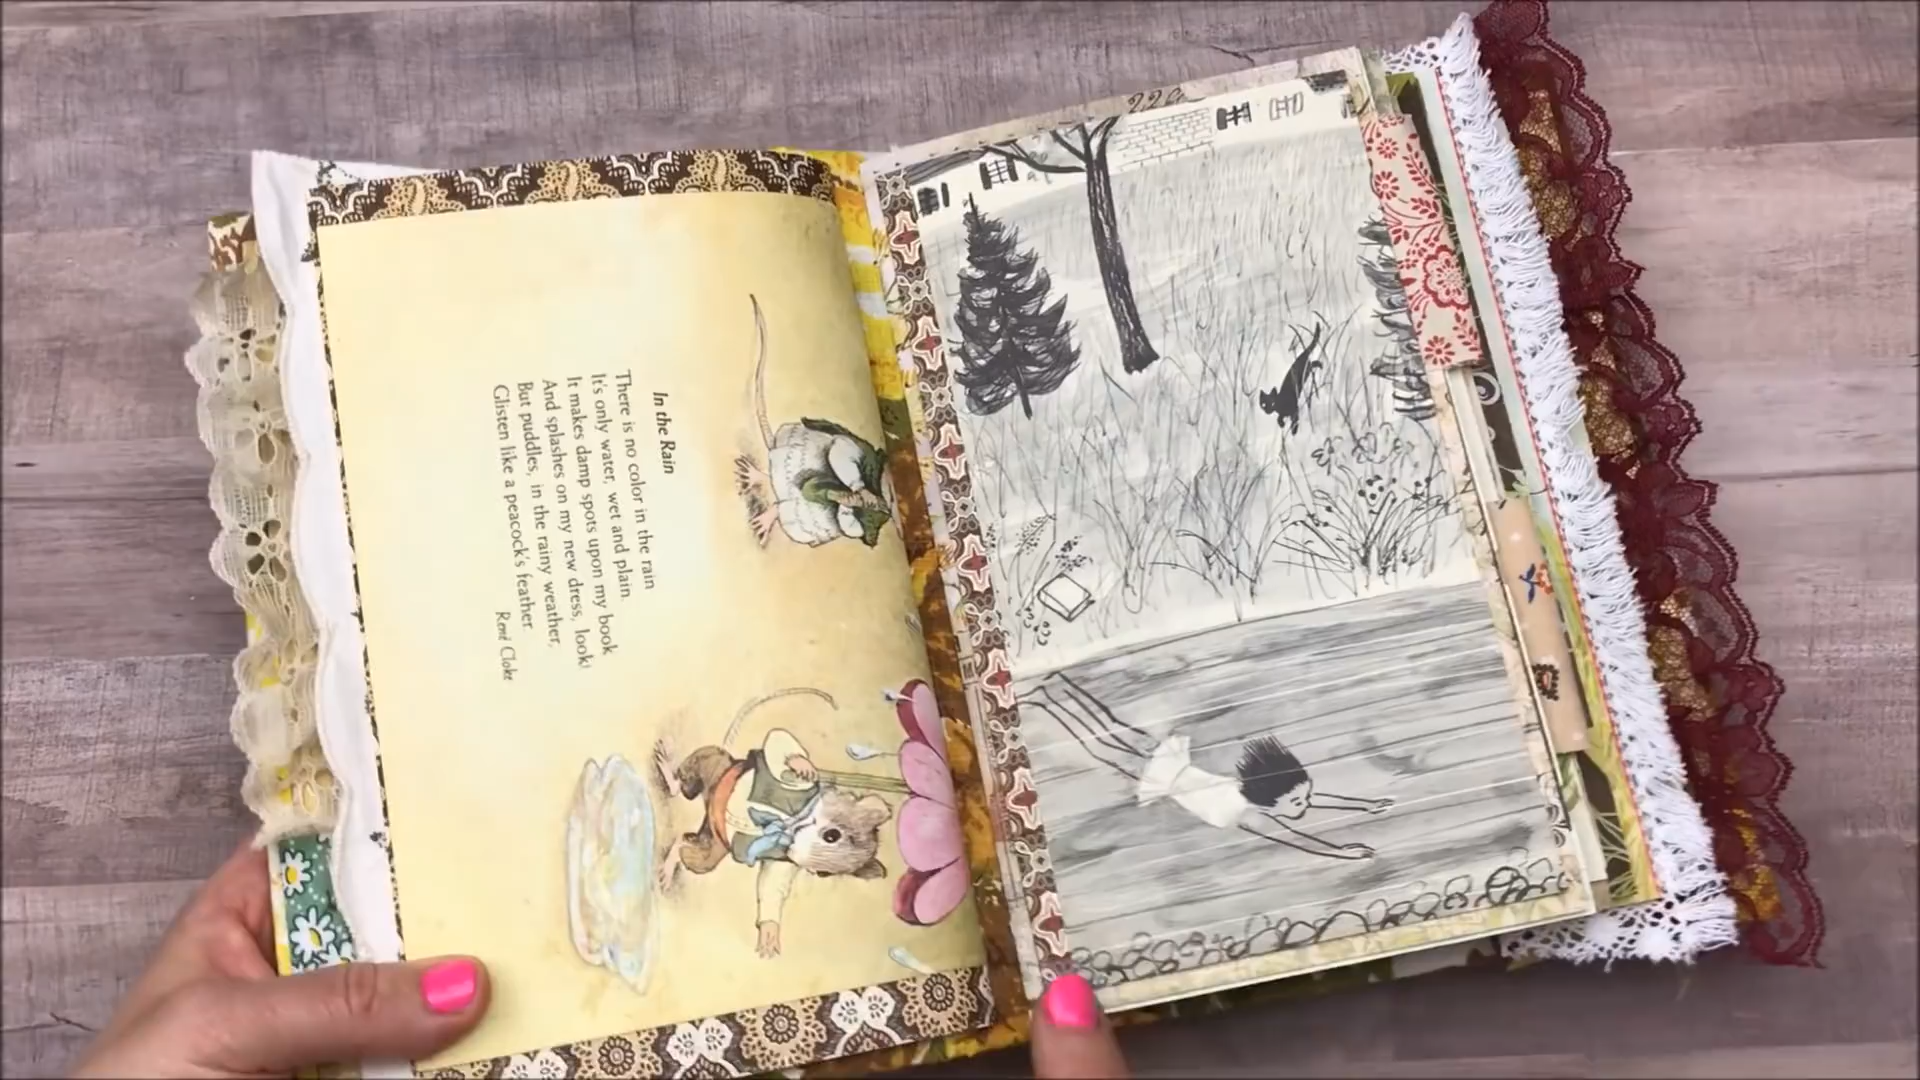 In the Rain
There is no color in the rain
It's only water, wet and plain.
It makes damp spots upon my book
And splashes on my new dress, look!
But puddles, in the rainy weather,
Glisten like a peacock's feather.
René Cloke